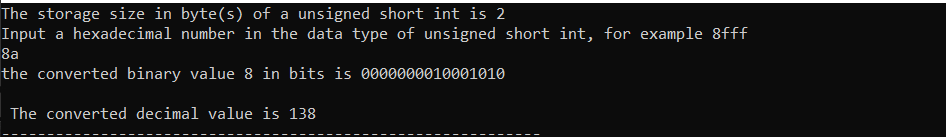 The storage size in byte(s) of a unsigned short int is 2
Input a hexadecimal number in the data type of unsigned short int, for example 8fff
8a
the converted binary value 8 in bits is 0000000010001010
The converted decimal value is 138
------------------------------------------------------------